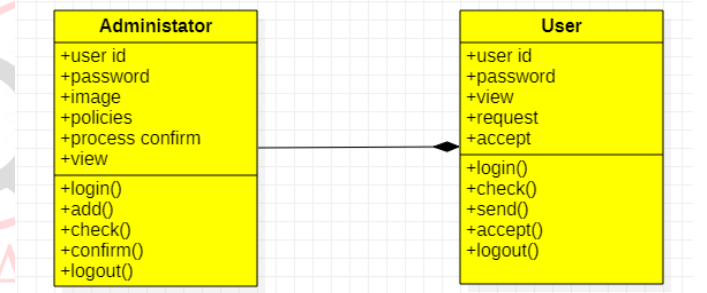 Administator
+user id
+password
+image
+policies
+process confirm
+view
+login()
+add()
+check()
+confirm()
+logout()
User
+user id
+password
+view
+request
+accept
+login()
+check()
+send()
+accept()
+logout()